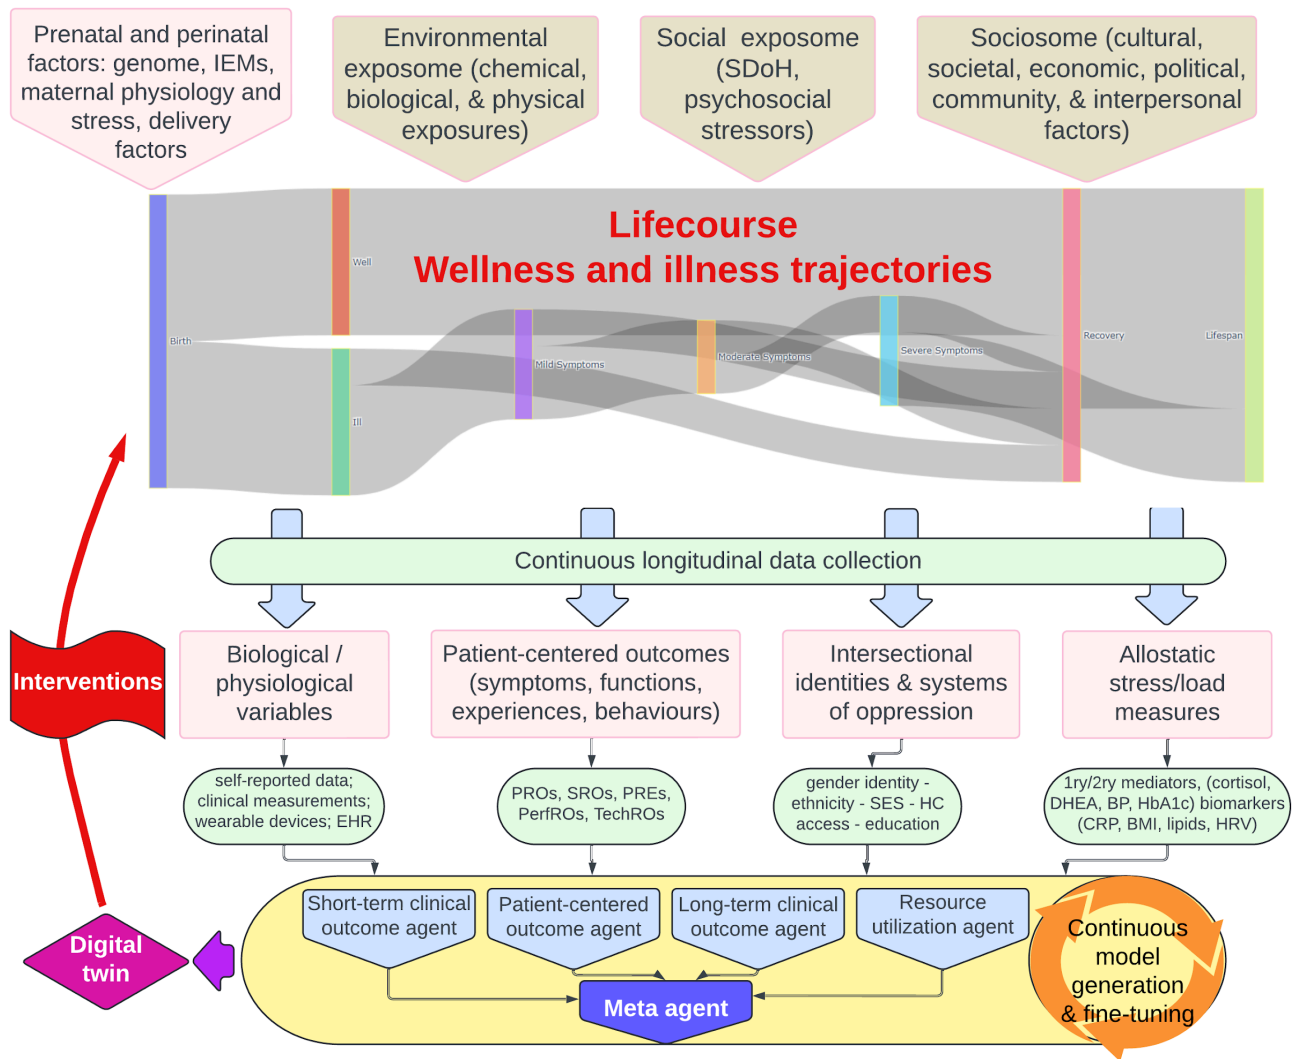 Prenatal and perinatal
factors: genome, IEMs,
maternal physiology and
stress, delivery
factors
Environmental
exposome (chemical,
biological, & physical
exposures)
Social exposome
(SDoH,
psychosocial
stressors)
Sociosome (cultural,
societal, economic, political,
community, & interpersonal
factors)
Lifecourse
Wellness and illness trajectories
Well
Birth
Mild Symptoms
Moderate Symptoms
Severe Symptoms
Recovery
Lifespan
Ill
Continuous longitudinal data collection
Interventions
Biological /
physiological
variables
Patient-centered outcomes
(symptoms, functions,
experiences, behaviours)
Intersectional
identities & systems
of oppression
Allostatic
stress/load
measures
self-reported data;
clinical measurements;
wearable devices; EHR
PROs, SROs, PREs,
PerfROs, TechROs
gender identity -
ethnicity - SES - HC
access - education
1ry/2ry mediators, (cortisol,
DHEA, BP, HbA1c) biomarkers
(CRP, BMI, lipids, HRV)
Short-term clinical
outcome agent
Patient-centered
outcome agent
Long-term clinical
outcome agent
Resource
utilization agent
Continuous
model
generation
& fine-tuning
Digital
twin
Meta agent